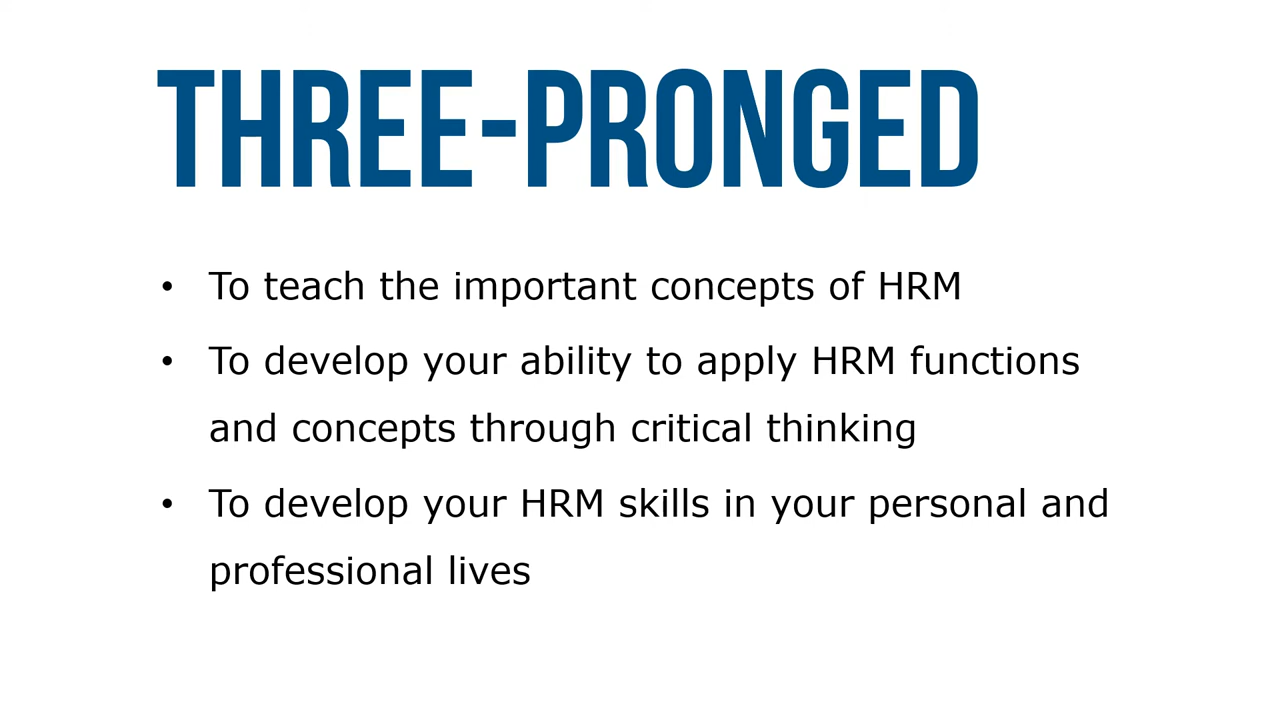 THREE-PRONGED
• To teach the important concepts of HRM
• To develop your ability to apply HRM functions
and concepts through critical thinking
• To develop your HRM skills in your personal and
professional lives